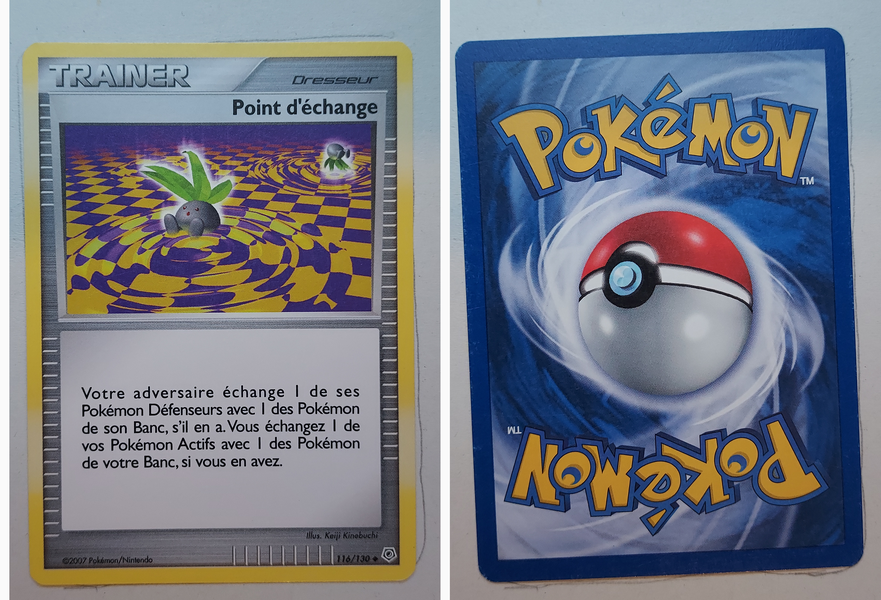 TRAINER
Dresseur
Point d'échange
Votre adversaire échange 1 de ses
Pokémon Défenseurs avec 1 des Pokémon
de son Banc, s'il en a. Vous échangez 1 de
vos Pokémon Actifs avec 1 des Pokémon
de votre Banc, si vous en avez.
Illus. Keiji Kinebuchi
©2007 Pokémon/Nintendo
116/130
POKéMON
TM
TM
POKéMON